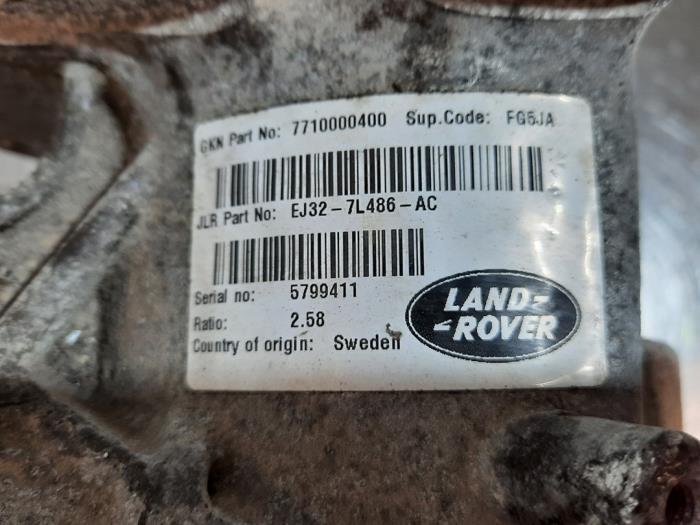 GKN Part No: 7710000400 Sup.Code: FG6JA
JLR Part No: EJ32-7L486-AC
Serial no: 5799411
Ratio: 2.58
Country of origin: Sweden
LAND-
-ROVER